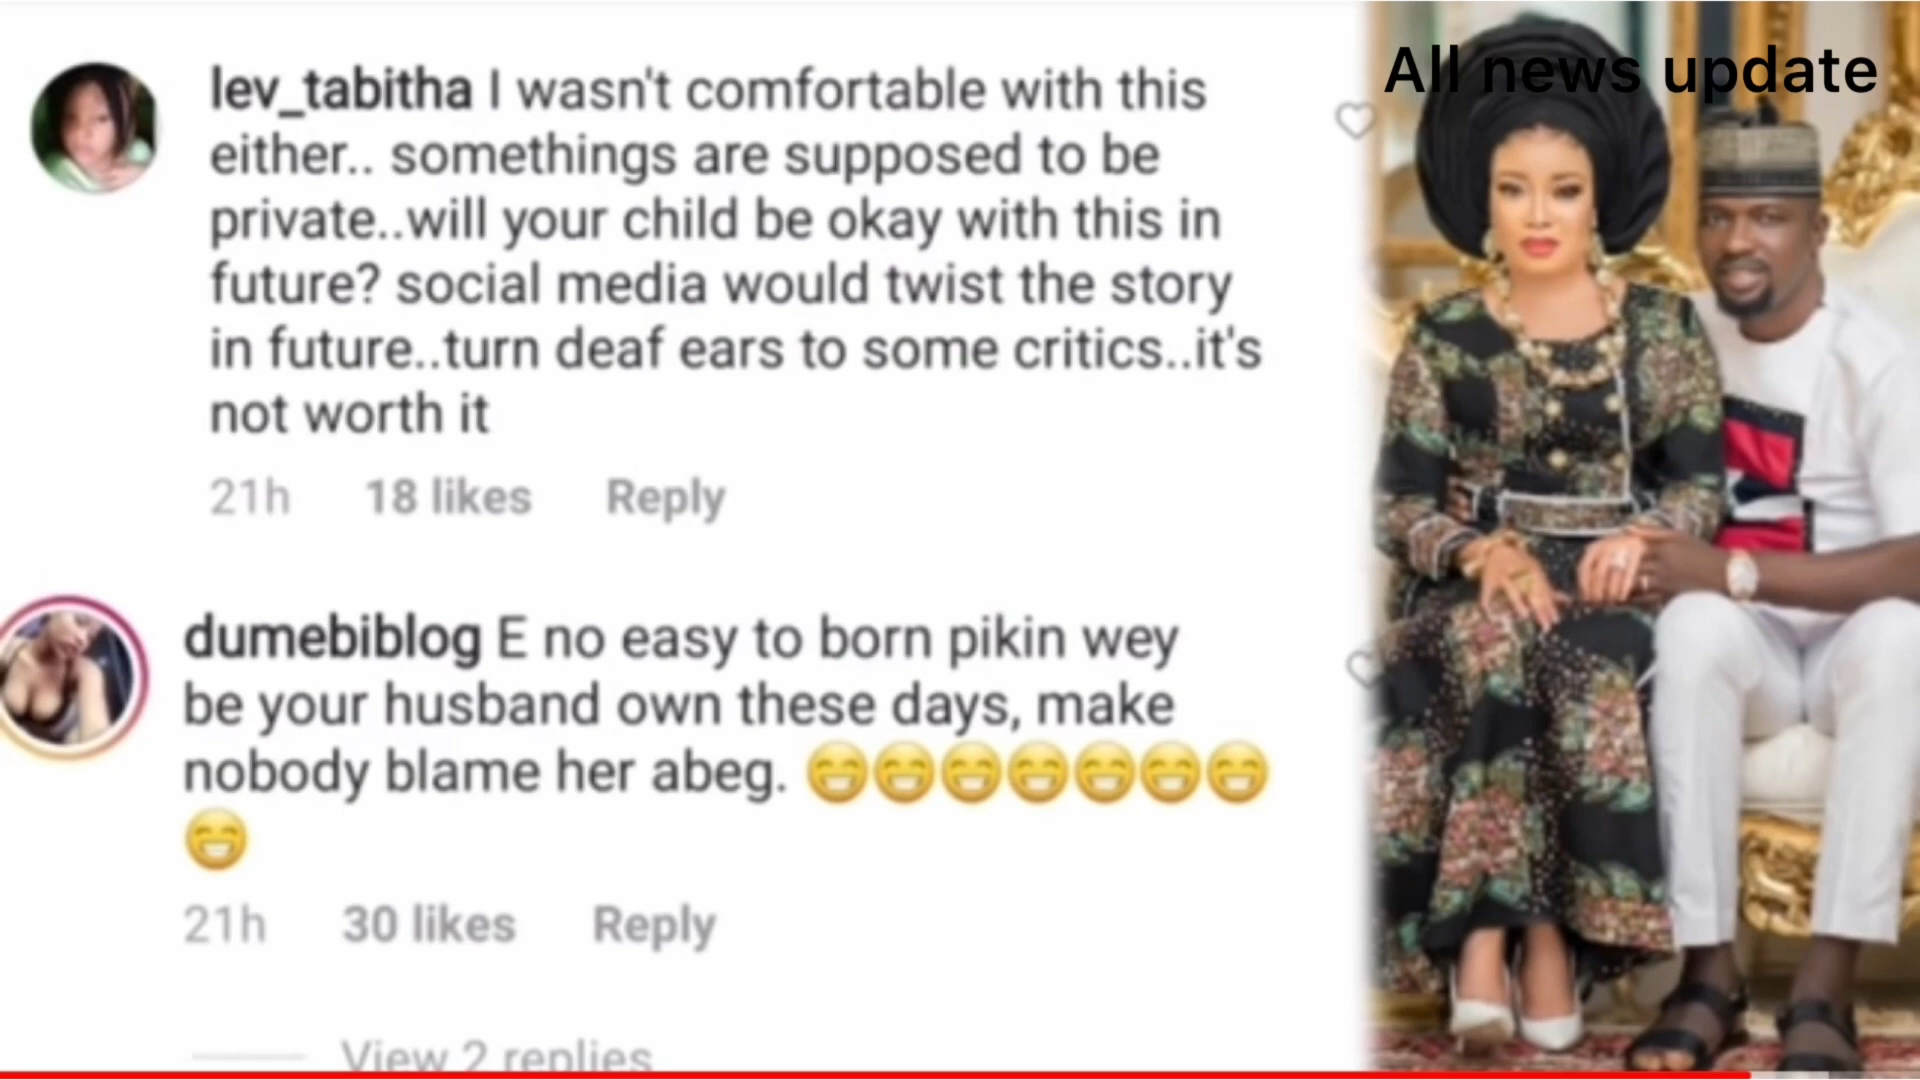 All news update
lev_tabitha I wasn't comfortable with this
either.. somethings are supposed to be
private..will your child be okay with this in
future? social media would twist the story
in future..turn deaf ears to some critics..it's
not worth it
21h 18 likes Reply
dumebiblog E no easy to born pikin wey
be your husband own these days, make
nobody blame her abeg. 😁😁😁😁😁😁😁
😁
21h 30 likes Reply
View 2 replies